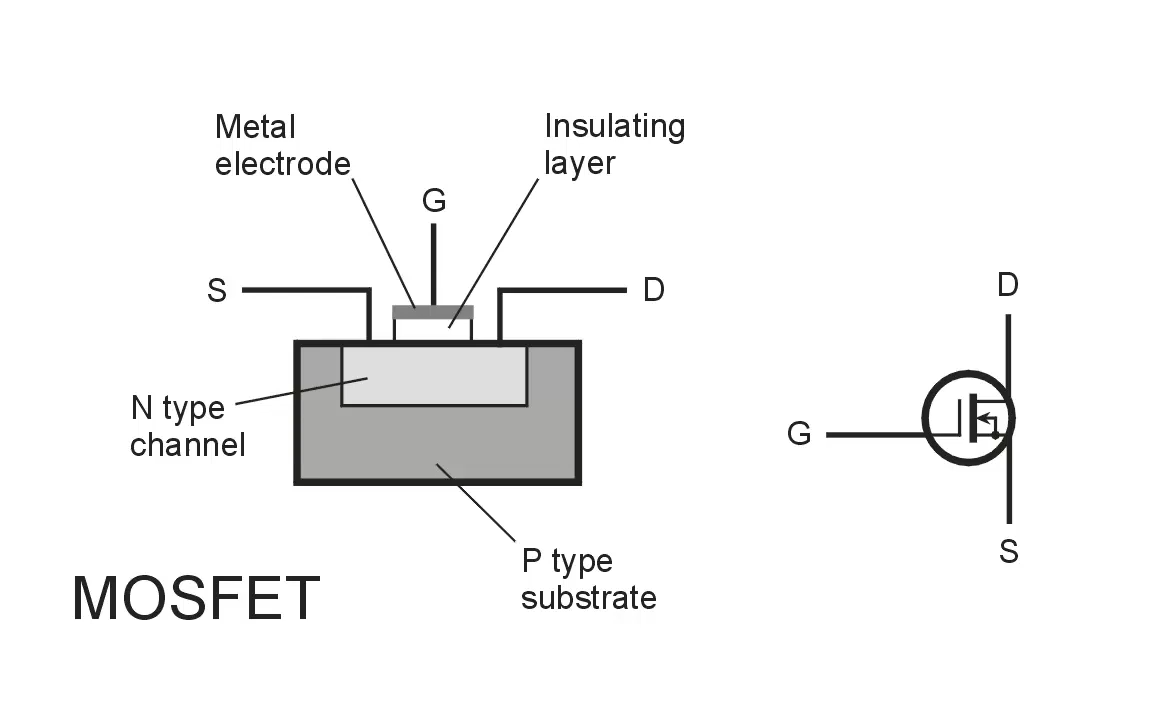 Metal
electrode
Insulating
layer
G
S
D
N type
channel
P type
substrate
MOSFET
D
G
S